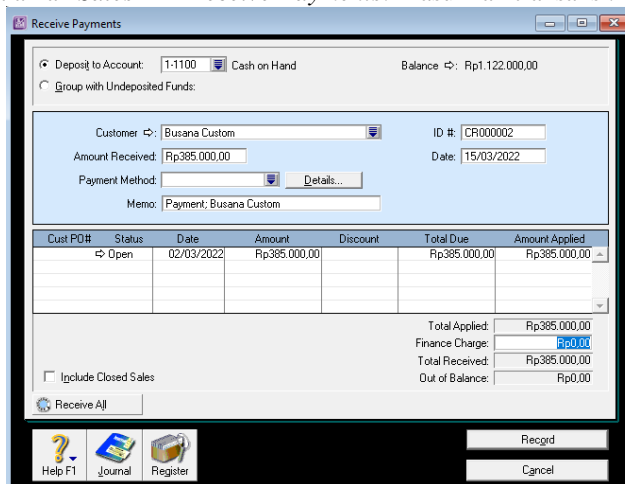 Receive Payments
Deposit to Account: 1-1100 Cash on Hand Balance ⇨: Rp1.122.000,00
Group with Undeposited Funds:
Customer ⇨: Busana Custom ID #: CR000002
Amount Received: Rp385.000,00 Date: 15/03/2022
Payment Method: Details...
Memo: Payment; Busana Custom
Cust PO# Status Date Amount Discount Total Due Amount Applied
⇨ Open 02/03/2022 Rp385.000,00 Rp385.000,00 Rp385.000,00
Total Applied: Rp385.000,00
Finance Charge: Rp0,00
Total Received: Rp385.000,00
Include Closed Sales Out of Balance: Rp0,00
Receive All
Help F1 Journal Register
Record
Cancel